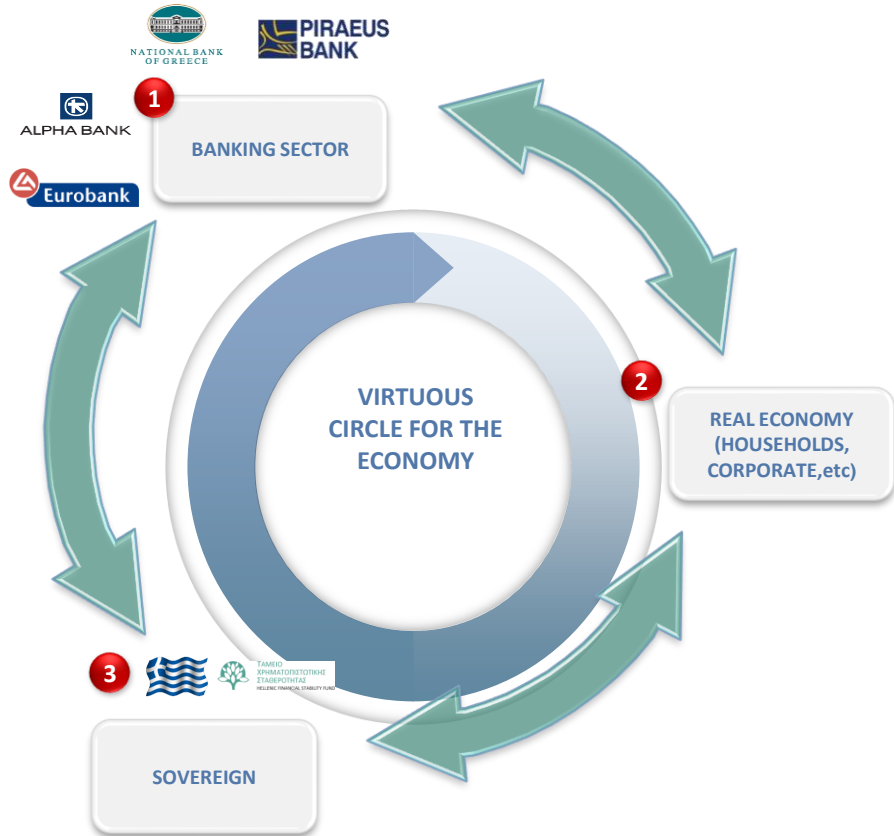 NATIONAL BANK
OF GREECE
PIRAEUS
BANK
1
ALPHA BANK
BANKING SECTOR
Eurobank
VIRTUOUS
CIRCLE FOR THE
ECONOMY
2
REAL ECONOMY
(HOUSEHOLDS,
CORPORATE,etc)
3
ΤΑΜΕΙΟ
ΧΡΗΜΑΤΟΠΙΣΤΩΤΙΚΗΣ
ΣΤΑΘΕΡΟΤΗΤΑΣ
HELLENIC FINANCIAL STABILITY FUND
SOVEREIGN